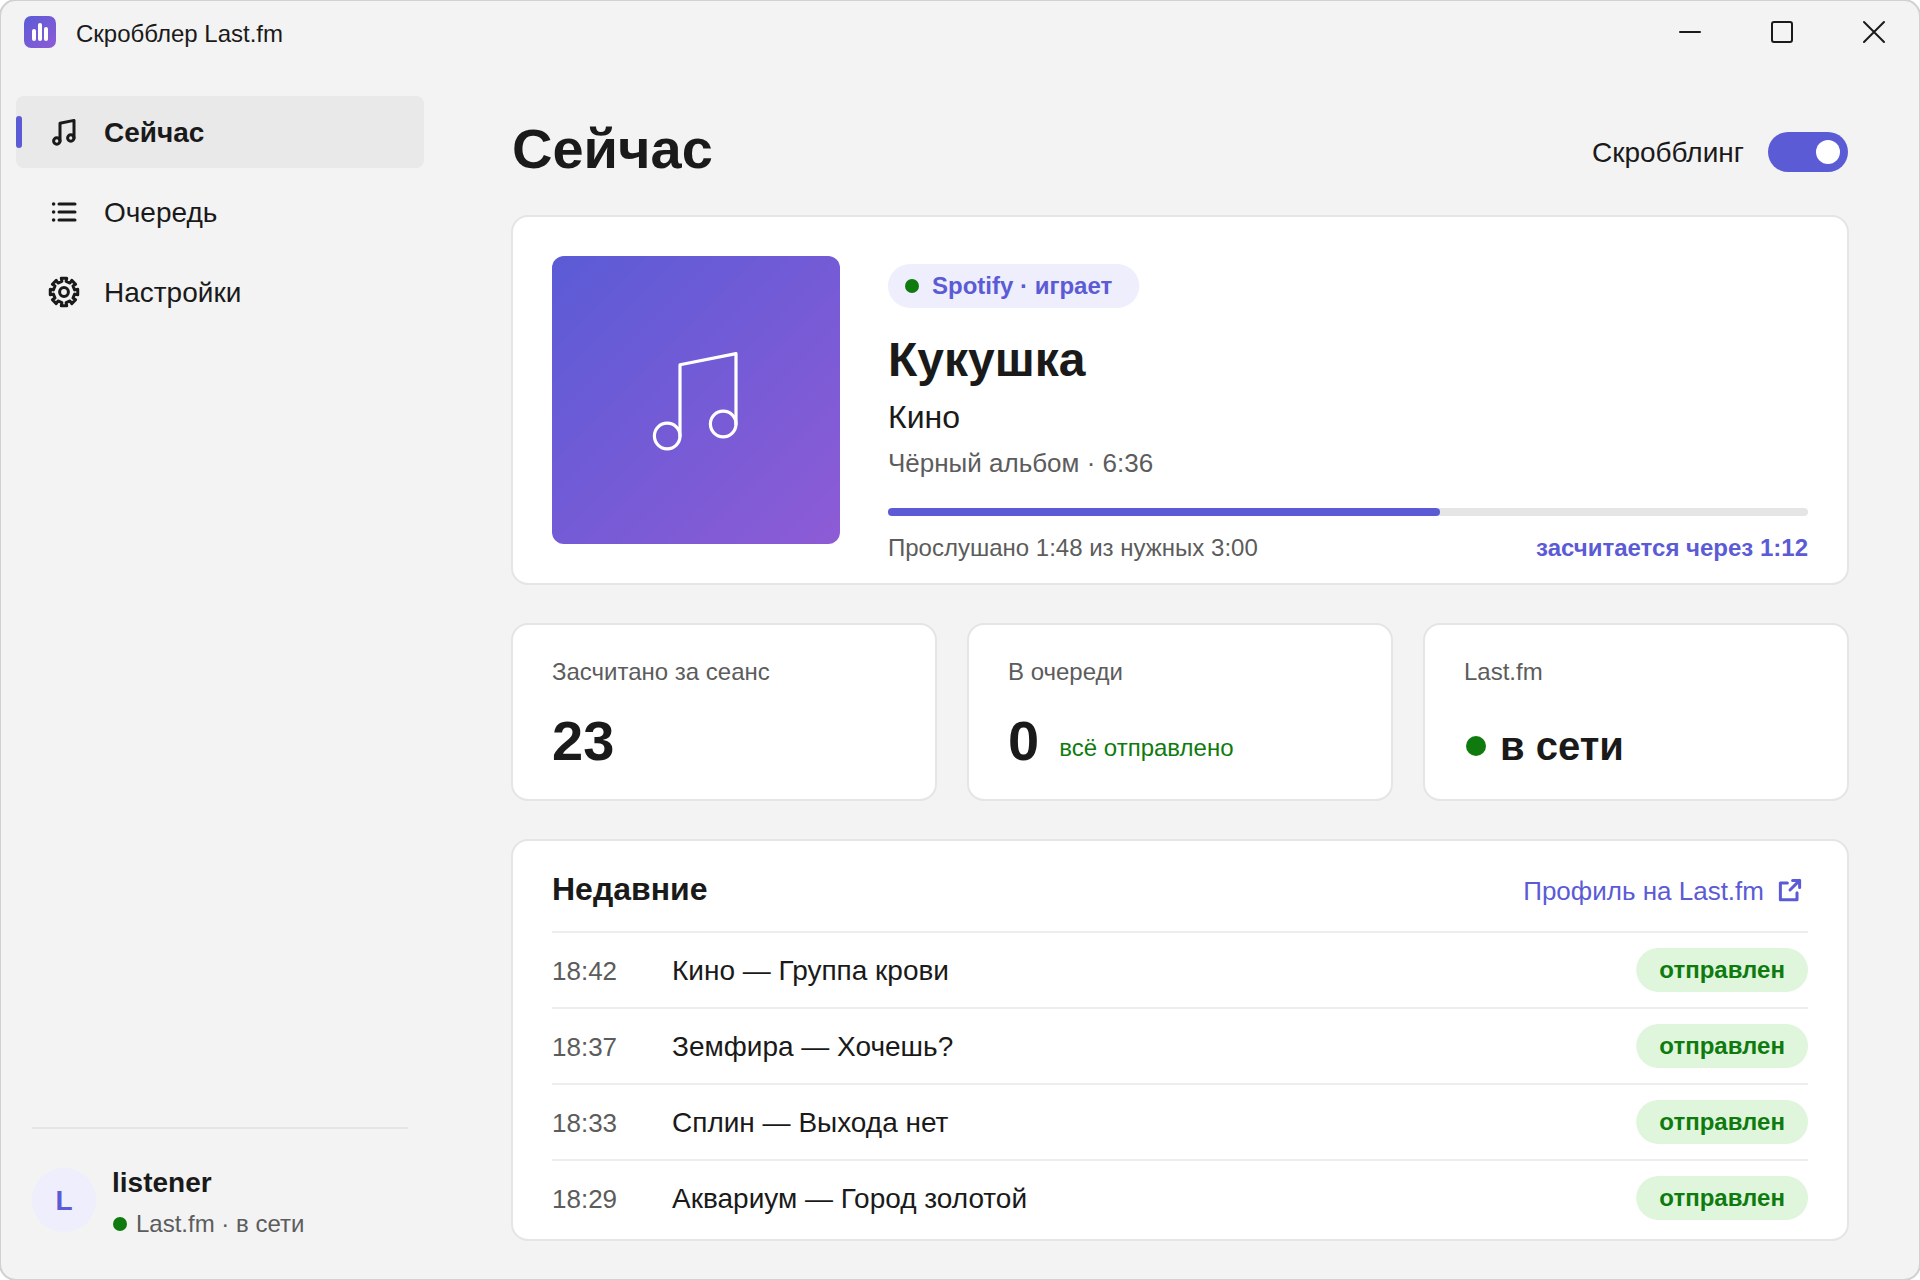 Скробблер Last.fm
Сейчас
Очередь
Настройки
Сейчас
Скробблинг
Spotify · играет
Кукушка
Кино
Чёрный альбом · 6:36
Прослушано 1:48 из нужных 3:00
засчитается через 1:12
Засчитано за сеанс
23
В очереди
0 всё отправлено
Last.fm
в сети
Недавние
Профиль на Last.fm
18:42 Кино — Группа крови отправлен
18:37 Земфира — Хочешь? отправлен
18:33 Сплин — Выхода нет отправлен
18:29 Аквариум — Город золотой отправлен
L
listener
Last.fm · в сети